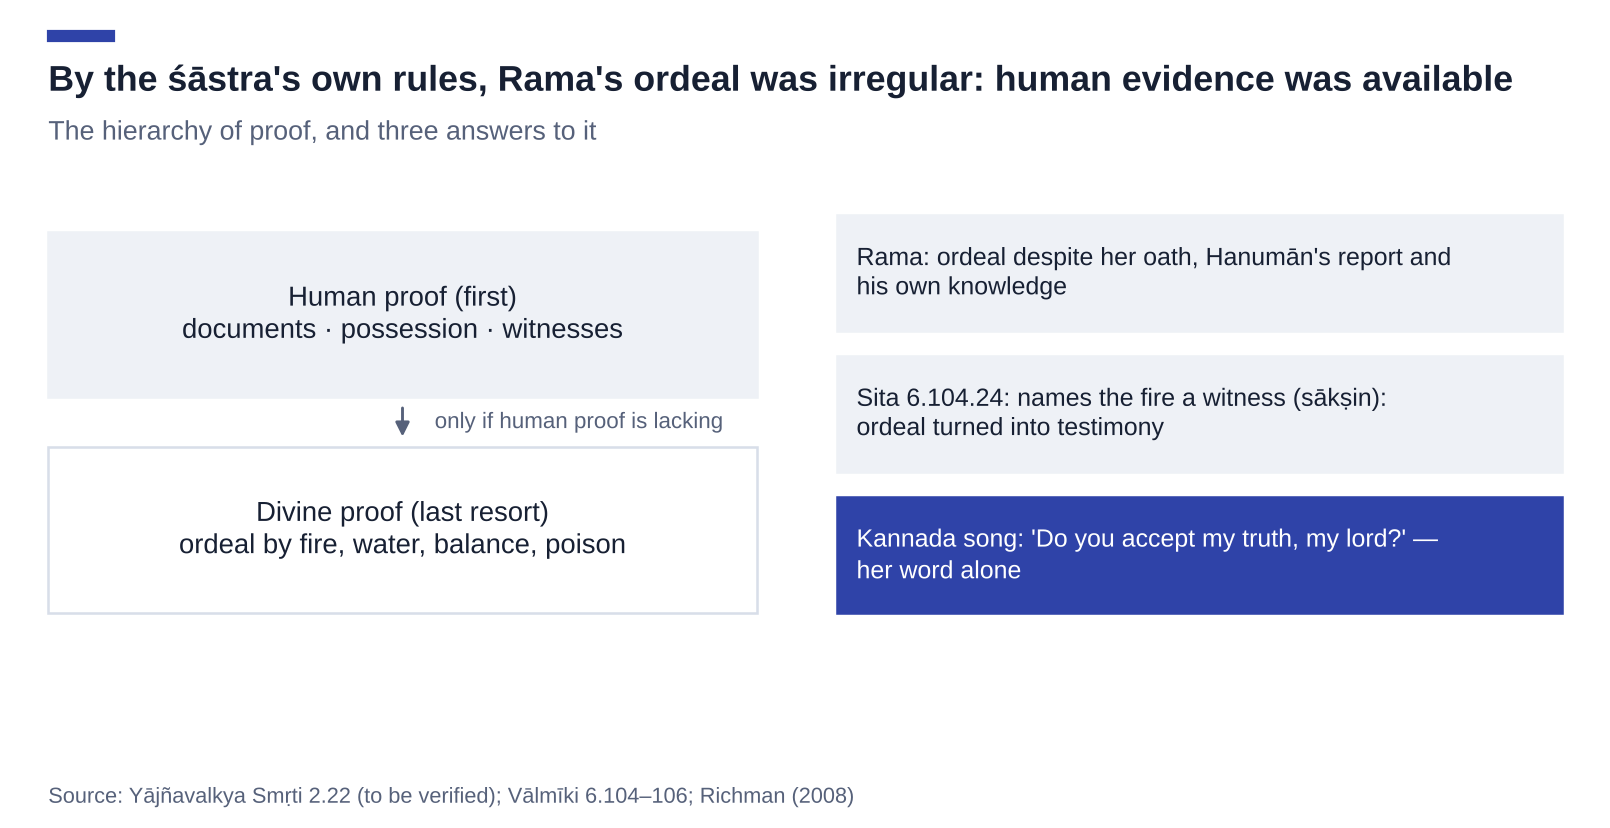 By the śāstra's own rules, Rama's ordeal was irregular: human evidence was available
The hierarchy of proof, and three answers to it
Human proof (first)
documents · possession · witnesses
only if human proof is lacking
Divine proof (last resort)
ordeal by fire, water, balance, poison
Rama: ordeal despite her oath, Hanumān's report and
his own knowledge
Sita 6.104.24: names the fire a witness (sākṣin):
ordeal turned into testimony
Kannada song: 'Do you accept my truth, my lord?' —
her word alone
Source: Yājñavalkya Smṛti 2.22 (to be verified); Vālmīki 6.104–106; Richman (2008)